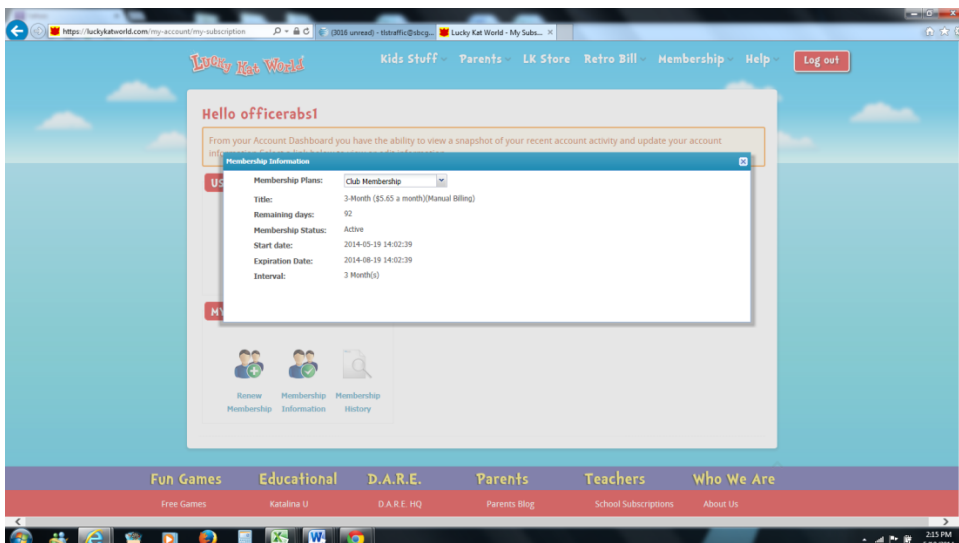 https://luckykatworld.com/my-account/my-subscription
(3016 unread) - tlstraffic@sbcg...
Lucky Kat World - My Subs...
Lucky Kat World
Kids Stuff Parents LK Store Retro Bill Membership Help
Log out
Hello officerabs1
From your Account Dashboard you have the ability to view a snapshot of your recent account activity and update your account
Membership Information
US
Membership Plans: Club Membership
Title: 3-Month ($5.65 a month)(Manual Billing)
Remaining days: 92
Membership Status: Active
Start date: 2014-05-19 14:02:39
Expiration Date: 2014-08-19 14:02:39
Interval: 3 Month(s)
MY
Renew Membership
Membership Information
Membership History
Fun Games Educational D.A.R.E. Parents Teachers Who We Are
Free Games Katalina U D.A.R.E. HQ Parents Blog School Subscriptions About Us
2:15 PM